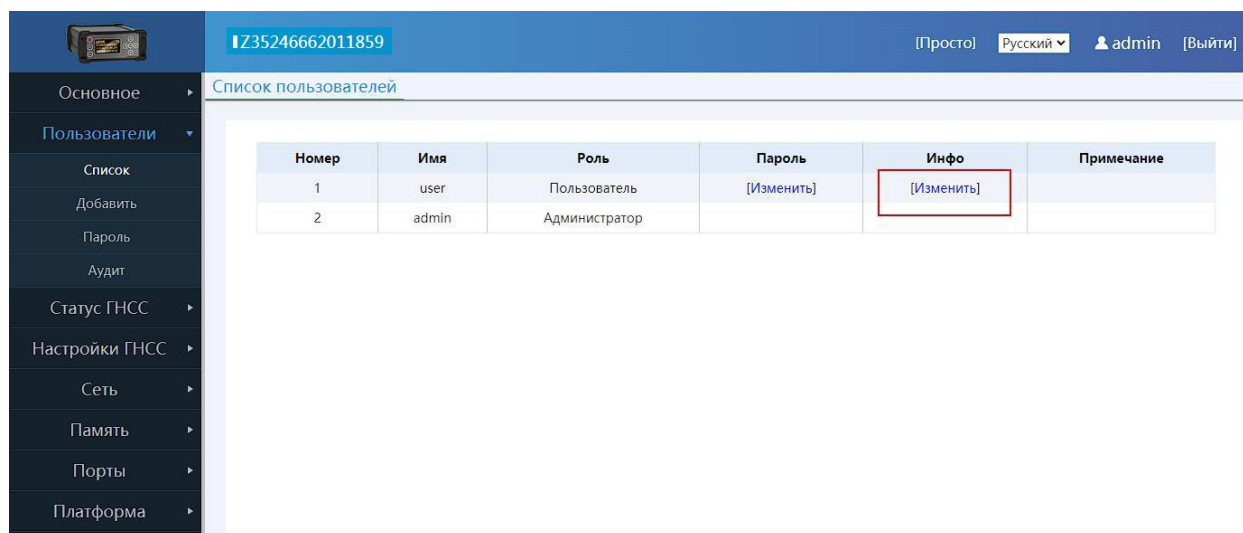 IZ35246662011859
[Просто] Русский admin [Выйти]
Список пользователей
Основное
Пользователи
Список
Добавить
Пароль
Аудит
Статус ГНСС
Настройки ГНСС
Сеть
Память
Порты
Платформа
Номер Имя Роль Пароль Инфо Примечание
1 user Пользователь [Изменить] [Изменить]
2 admin Администратор